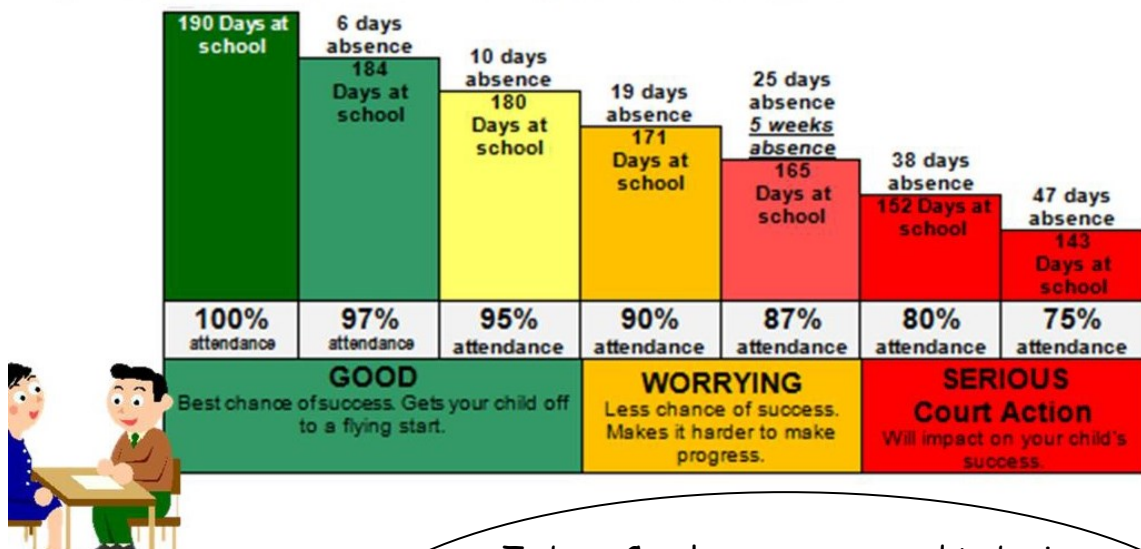 190 Days at
school
6 days
absence
184
Days at
school
10 days
absence
180
Days at
school
19 days
absence
171
Days at
school
25 days
absence
5 weeks
absence
165
Days at
school
38 days
absence
152 Days at
school
47 days
absence
143
Days at
school
100%
attendance
97%
attendance
95%
attendance
90%
attendance
87%
attendance
80%
attendance
75%
attendance
GOOD
Best chance of success. Gets your child off
to a flying start.
WORRYING
Less chance of success.
Makes it harder to make
progress.
SERIOUS
Court Action
Will impact on your child's
success.